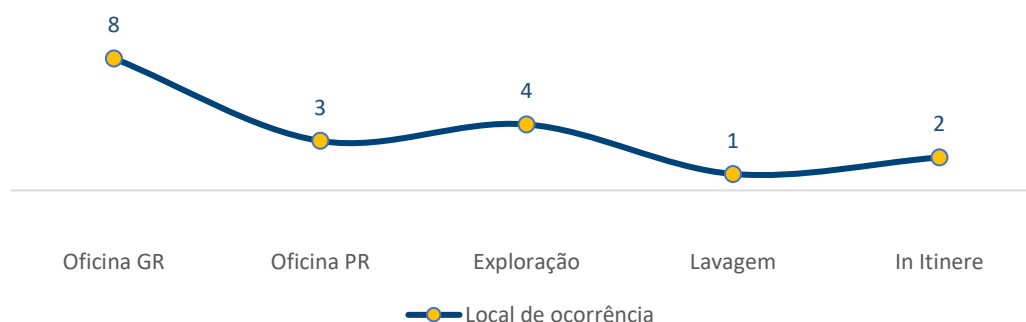 8
3
4
1
2
Oficina GR
Oficina PR
Exploração
Lavagem
In Itinere
Local de ocorrência